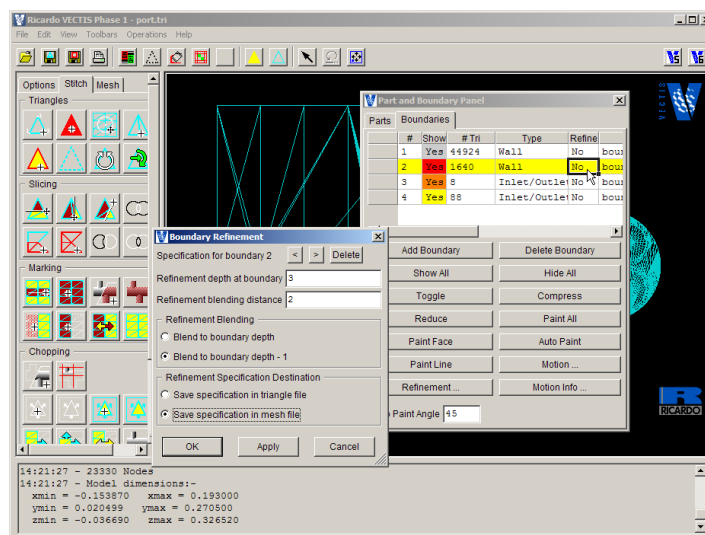 Ricardo VECTIS Phase 1 - port.tri
File Edit View Toolbars Operations Help
Options Stitch Mesh
Triangles
Slicing
Marking
Chopping
VECTIS
Part and Boundary Panel
Parts Boundaries
# Show # Tri Type Refine
1 Yes 44924 Wall No bour
2 Yes 1640 Wall No bour
3 Yes 8 Inlet/Outlet No bour
4 Yes 88 Inlet/Outlet No bour
Add Boundary Delete Boundary
Show All Hide All
Toggle Compress
Reduce Paint All
Paint Face Auto Paint
Paint Line Motion ...
Refinement ... Motion Info ...
Paint Angle 45
RICARDO
Boundary Refinement
Specification for boundary 2 < > Delete
Refinement depth at boundary 3
Refinement blending distance 2
Refinement Blending
Blend to boundary depth
Blend to boundary depth - 1
Refinement Specification Destination
Save specification in triangle file
Save specification in mesh file
OK Apply Cancel
14:21:27 - 23330 Nodes
14:21:27 - Model dimensions:-
xmin = -0.153870 xmax = 0.193000
ymin = 0.020499 ymax = 0.270500
zmin = -0.036690 zmax = 0.326520